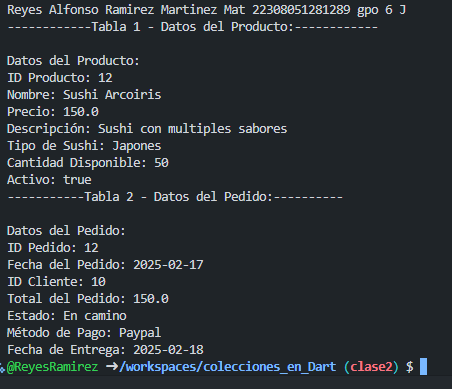 Reyes Alfonso Ramirez Martinez Mat 22308051281289 gpo 6 J
------------Tabla 1 - Datos del Producto:------------
Datos del Producto:
ID Producto: 12
Nombre: Sushi Arcoiris
Precio: 150.0
Descripción: Sushi con multiples sabores
Tipo de Sushi: Japones
Cantidad Disponible: 50
Activo: true
-----------Tabla 2 - Datos del Pedido:----------
Datos del Pedido:
ID Pedido: 12
Fecha del Pedido: 2025-02-17
ID Cliente: 10
Total del Pedido: 150.0
Estado: En camino
Método de Pago: Paypal
Fecha de Entrega: 2025-02-18
@ReyesRamirez ➜/workspaces/colecciones_en_Dart (clase2) $